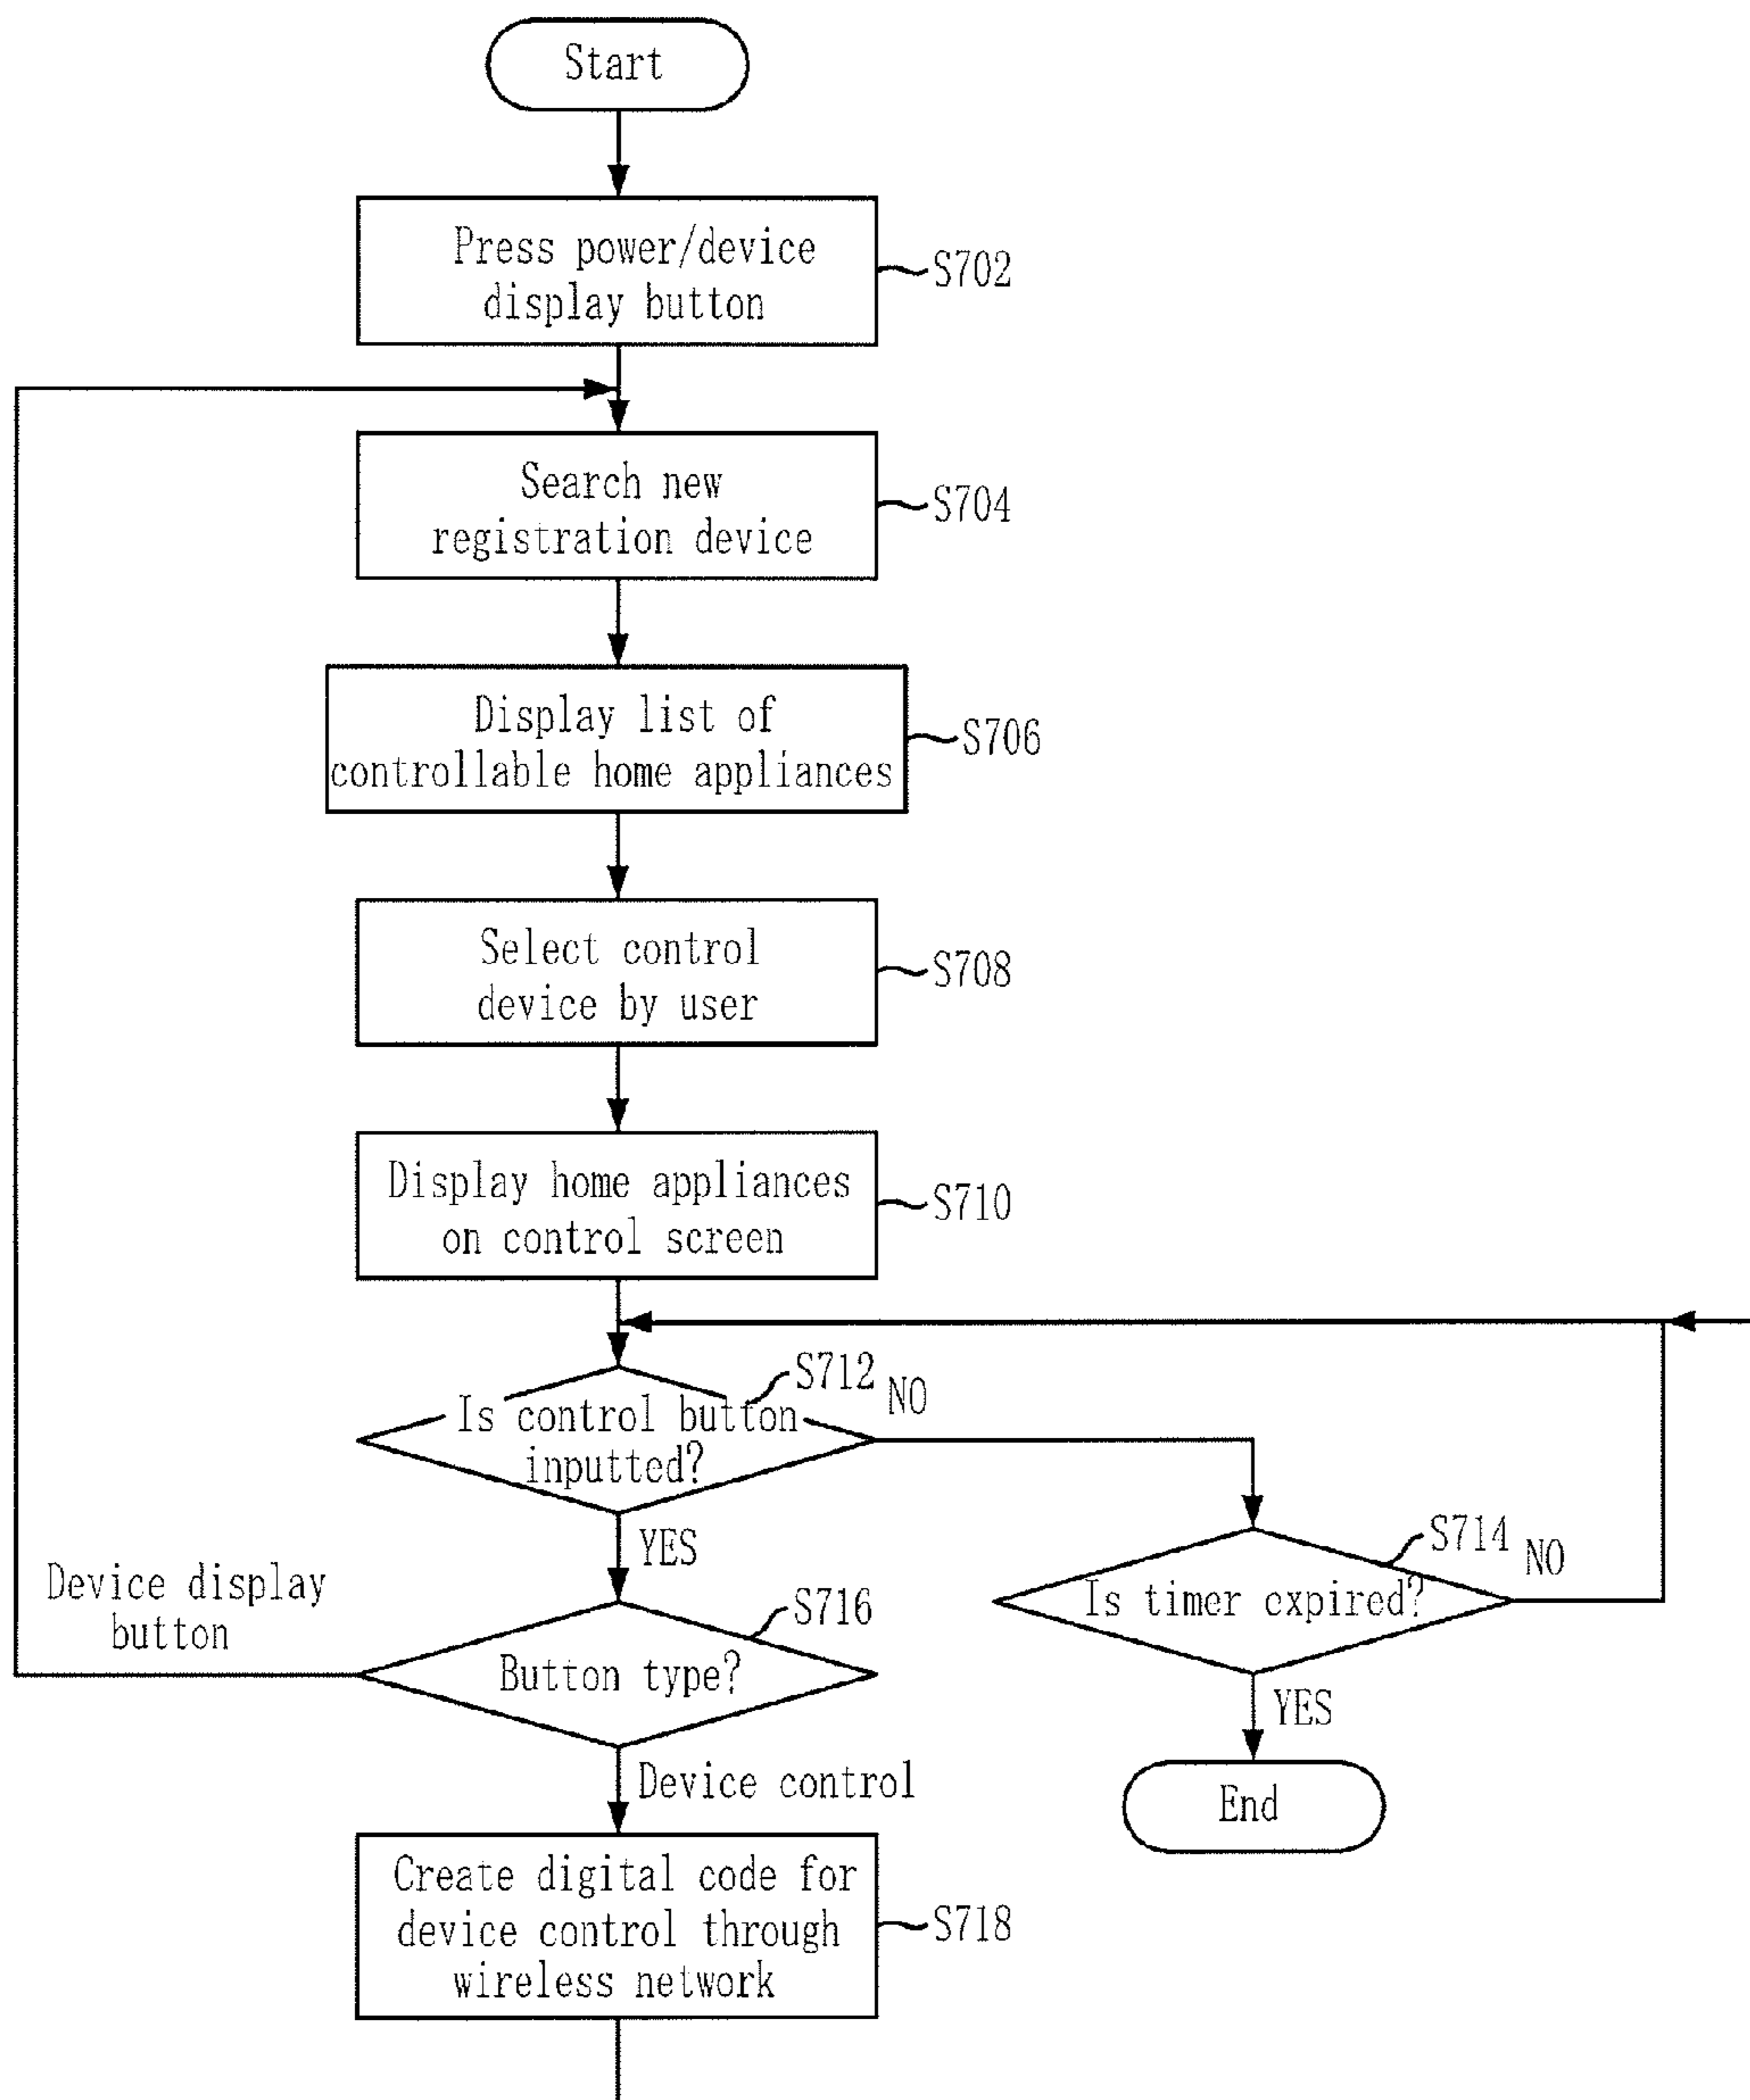 Start
Press power/device
display button
S702
Search new
registration device
S704
Display list of
controllable home appliances
S706
Select control
device by user
S708
Display home appliances
on control screen
S710
S712
NO
Is control button
inputted?
YES
S714
NO
Is timer expired?
YES
End
Device display
button
S716
Button type?
Device control
Create digital code for
device control through
wireless network
S718